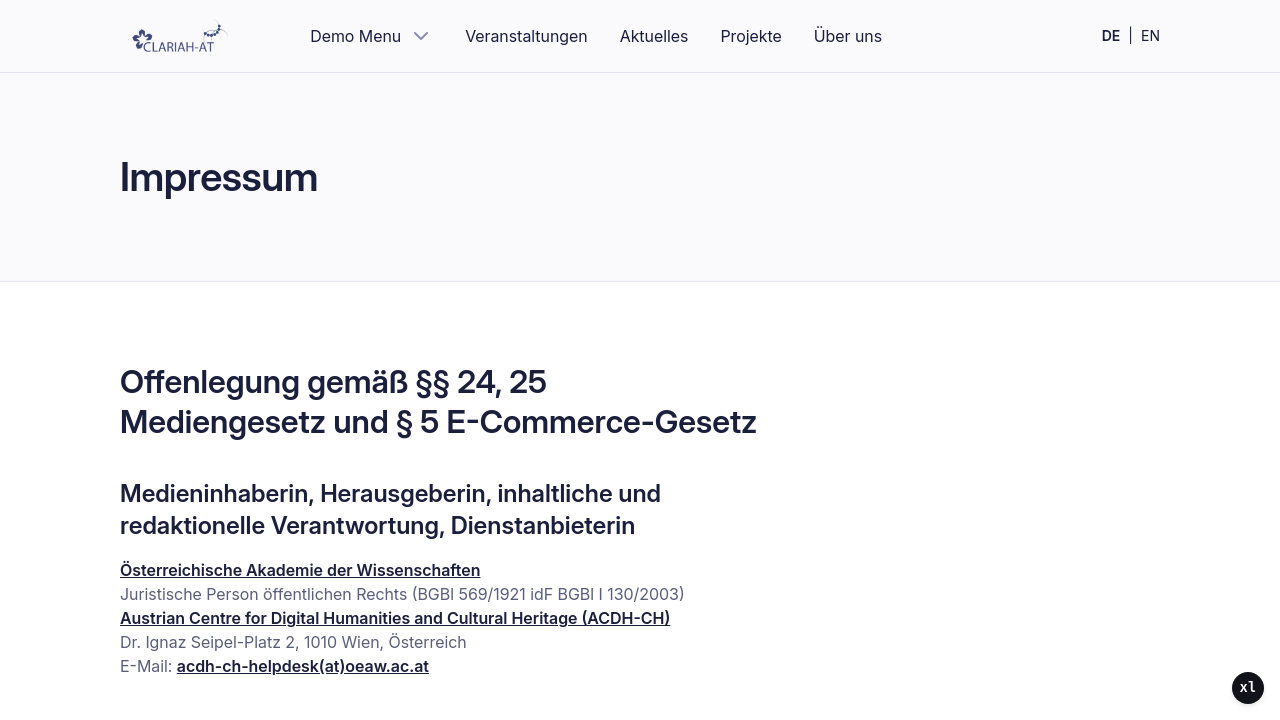 CLARIAH-AT
Demo Menu
Veranstaltungen
Aktuelles
Projekte
Über uns
DE | EN
Impressum
Offenlegung gemäß §§ 24, 25
Mediengesetz und § 5 E-Commerce-Gesetz
Medieninhaberin, Herausgeberin, inhaltliche und
redaktionelle Verantwortung, Dienstanbieterin
Österreichische Akademie der Wissenschaften
Juristische Person öffentlichen Rechts (BGBl 569/1921 idF BGBl I 130/2003)
Austrian Centre for Digital Humanities and Cultural Heritage (ACDH-CH)
Dr. Ignaz Seipel-Platz 2, 1010 Wien, Österreich
E-Mail: acdh-ch-helpdesk(at)oeaw.ac.at
xl